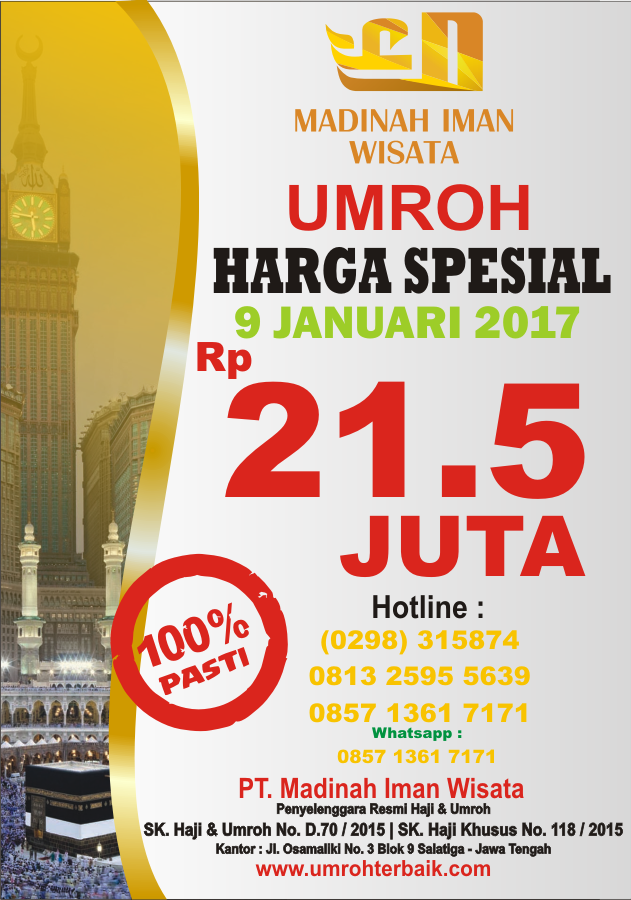 MADINAH IMAN
WISATA
UMROH
HARGA SPESIAL
9 JANUARI 2017
Rp
21.5
JUTA
100%
PASTI
Hotline :
(0298) 315874
0813 2595 5639
0857 1361 7171
Whatsapp :
0857 1361 7171
PT. Madinah Iman Wisata
Penyelenggara Resmi Haji & Umroh
SK. Haji & Umroh No. D.70 / 2015 | SK. Haji Khusus No. 118 / 2015
Kantor : Jl. Osamaliki No. 3 Blok 9 Salatiga - Jawa Tengah
www.umrohterbaik.com